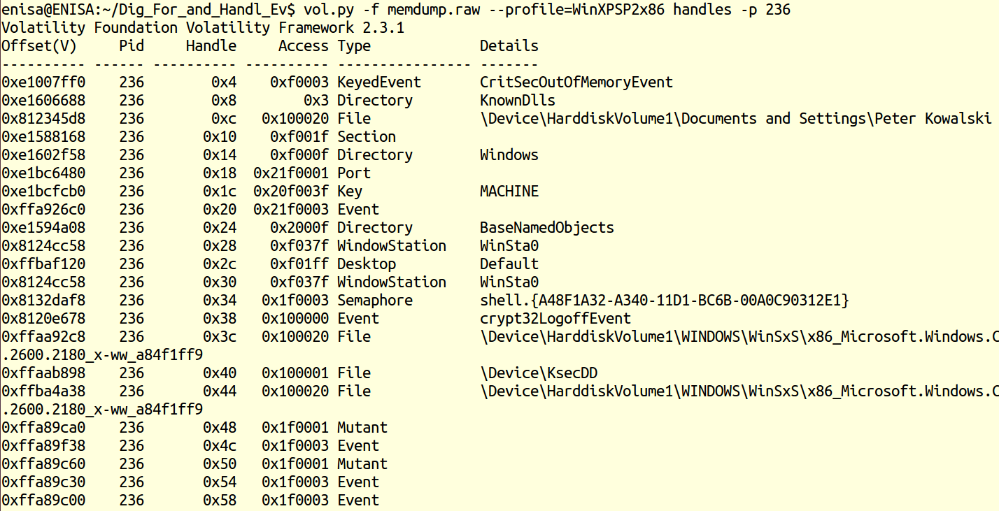 enisa@ENISA:~/Dig_For_and_Handl_Ev$ vol.py -f memdump.raw --profile=WinXPSP2x86 handles -p 236
Volatility Foundation Volatility Framework 2.3.1
Offset(V)     Pid     Handle     Access Type             Details
---------- ------ ---------- ---------- ---------------- -------
0xe1007ff0    236        0x4    0xf0003 KeyedEvent       CritSecOutOfMemoryEvent
0xe1606688    236        0x8        0x3 Directory        KnownDlls
0x812345d8    236        0xc   0x100020 File             \Device\HarddiskVolume1\Documents and Settings\Peter Kowalski
0xe1588168    236       0x10    0xf001f Section
0xe1602f58    236       0x14    0xf000f Directory        Windows
0xe1bc6480    236       0x18  0x21f0001 Port
0xe1bcfcb0    236       0x1c  0x20f003f Key              MACHINE
0xffa926c0    236       0x20  0x21f0003 Event
0xe1594a08    236       0x24    0x2000f Directory        BaseNamedObjects
0x8124cc58    236       0x28    0xf037f WindowStation    WinSta0
0xffbaf120    236       0x2c    0xf01ff Desktop          Default
0x8124cc58    236       0x30    0xf037f WindowStation    WinSta0
0x8132daf8    236       0x34   0x1f0003 Semaphore        shell.{A48F1A32-A340-11D1-BC6B-00A0C90312E1}
0x8120e678    236       0x38   0x100000 Event            crypt32LogoffEvent
0xffaa92c8    236       0x3c   0x100020 File             \Device\HarddiskVolume1\WINDOWS\WinSxS\x86_Microsoft.Windows.C
.2600.2180_x-ww_a84f1ff9
0xffaab898    236       0x40   0x100001 File             \Device\KsecDD
0xffba4a38    236       0x44   0x100020 File             \Device\HarddiskVolume1\WINDOWS\WinSxS\x86_Microsoft.Windows.C
.2600.2180_x-ww_a84f1ff9
0xffa89ca0    236       0x48   0x1f0001 Mutant
0xffa89f38    236       0x4c   0x1f0003 Event
0xffa89c60    236       0x50   0x1f0001 Mutant
0xffa89c30    236       0x54   0x1f0003 Event
0xffa89c00    236       0x58   0x1f0003 Event